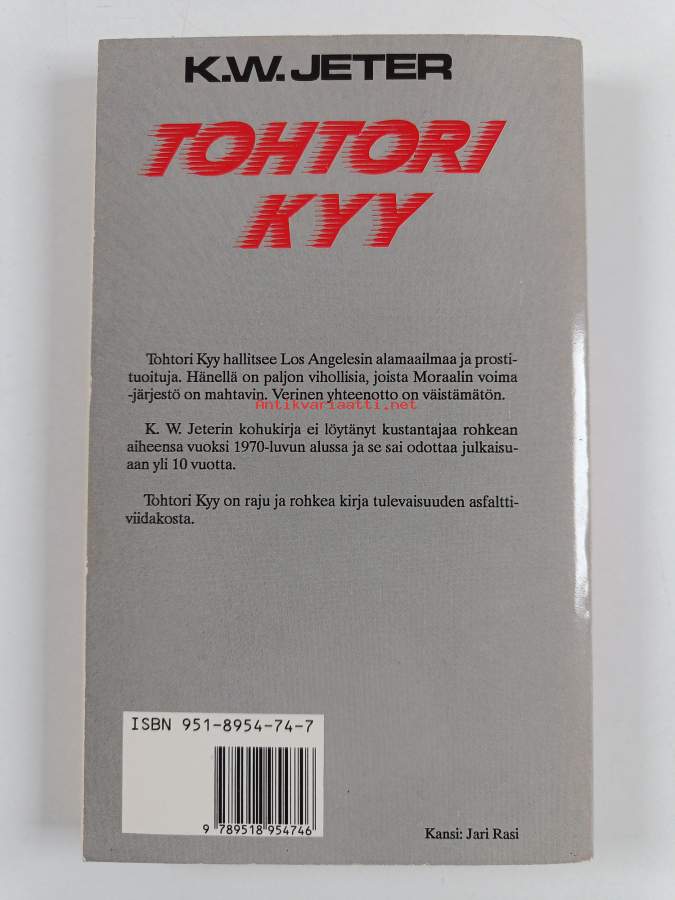 K.W. JETER
TOHTORI
KYY
Tohtori Kyy hallitsee Los Angelesin alamaailmaa ja prosti-
tuoituja. Hänellä on paljon vihollisia, joista Moraalin voima
-järjestö on mahtavin. Verinen yhteenotto on väistämätön.
Antikvariaatti.net
K. W. Jeterin kohukirja ei löytänyt kustantajaa rohkean
aiheensa vuoksi 1970-luvun alussa ja se sai odottaa julkaisu-
aan yli 10 vuotta.
Tohtori Kyy on raju ja rohkea kirja tulevaisuuden asfaltti-
viidakosta.
ISBN 951-8954-74-7
9 789518 954746
Kansi: Jari Rasi